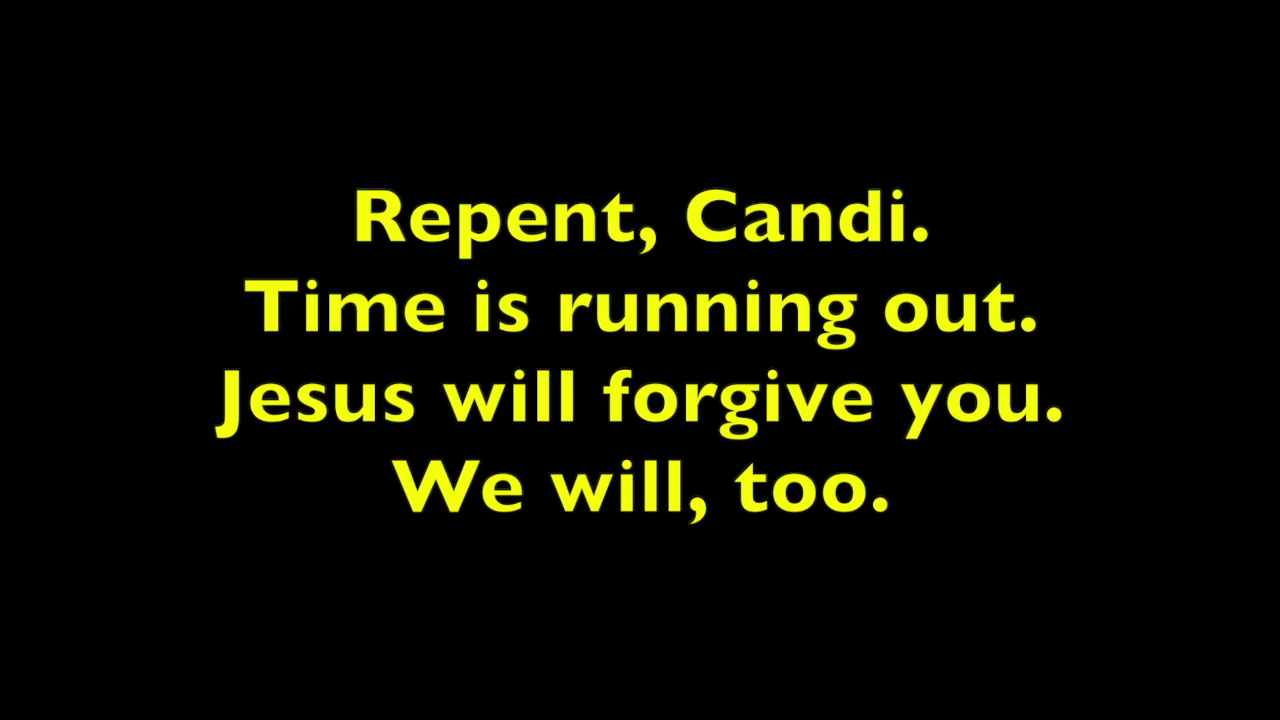 Repent, Candi.
Time is running out.
Jesus will forgive you.
We will, too.